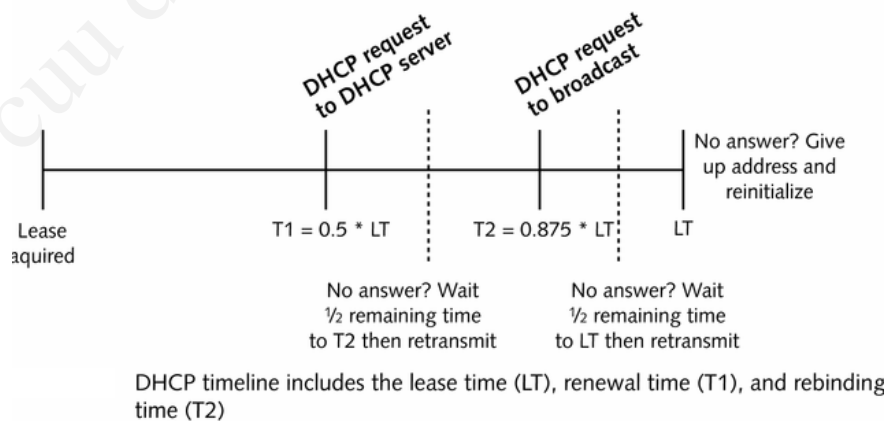 cuu
DHCP request
to DHCP server
DHCP request
to broadcast
No answer? Give
up address and
reinitialize
Lease
aquired
T1 = 0.5 * LT
T2 = 0.875 * LT
LT
No answer? Wait
½ remaining time
to T2 then retransmit
No answer? Wait
½ remaining time
to LT then retransmit
DHCP timeline includes the lease time (LT), renewal time (T1), and rebinding
time (T2)